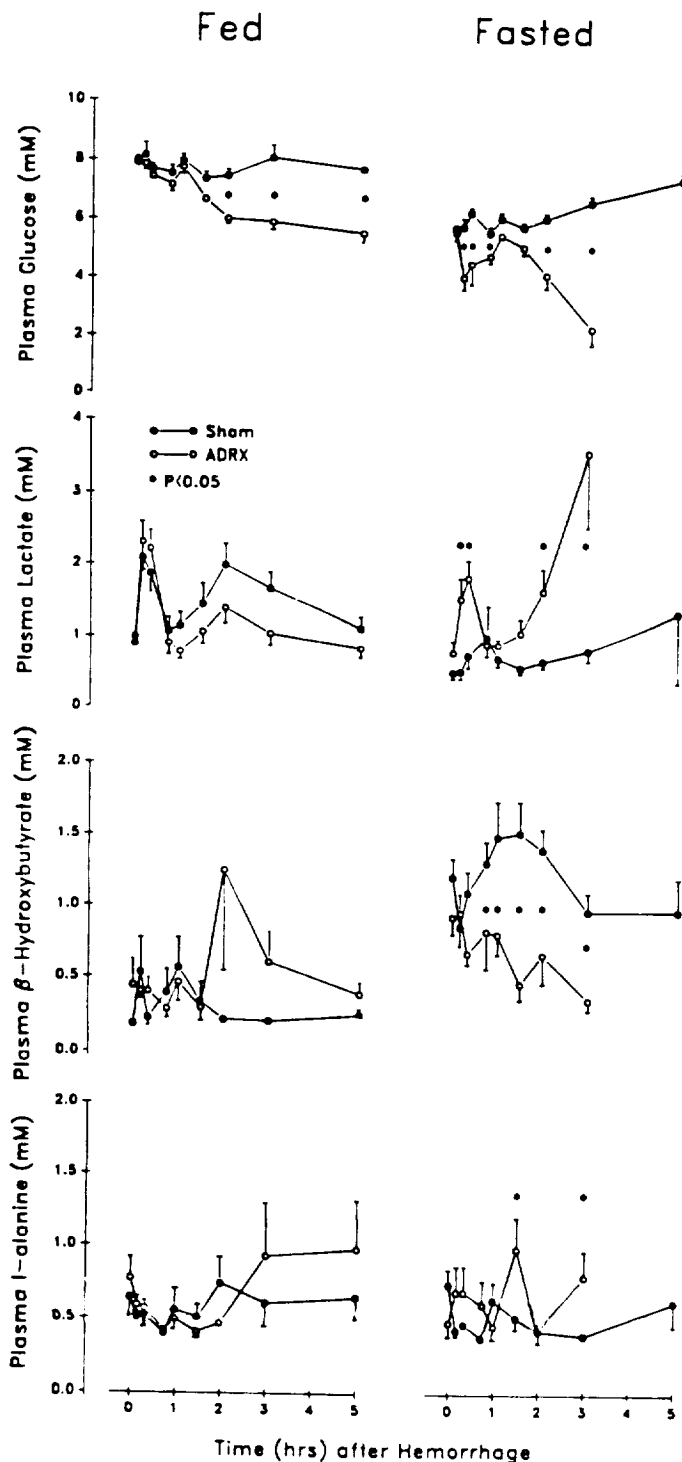 Fed
Fasted
Plasma Glucose (mM)
10
8
6
4
2
0
Plasma Lactate (mM)
4
3
2
1
0
Sham
ADRX
P<0.05
Plasma β-Hydroxybutyrate (mM)
2.0
1.5
1.0
0.5
0.0
Plasma l-alanine (mM)
2.0
1.5
1.0
0.5
0.0
0 1 2 3 4 5
0 1 2 3 4 5
Time (hrs) after Hemorrhage